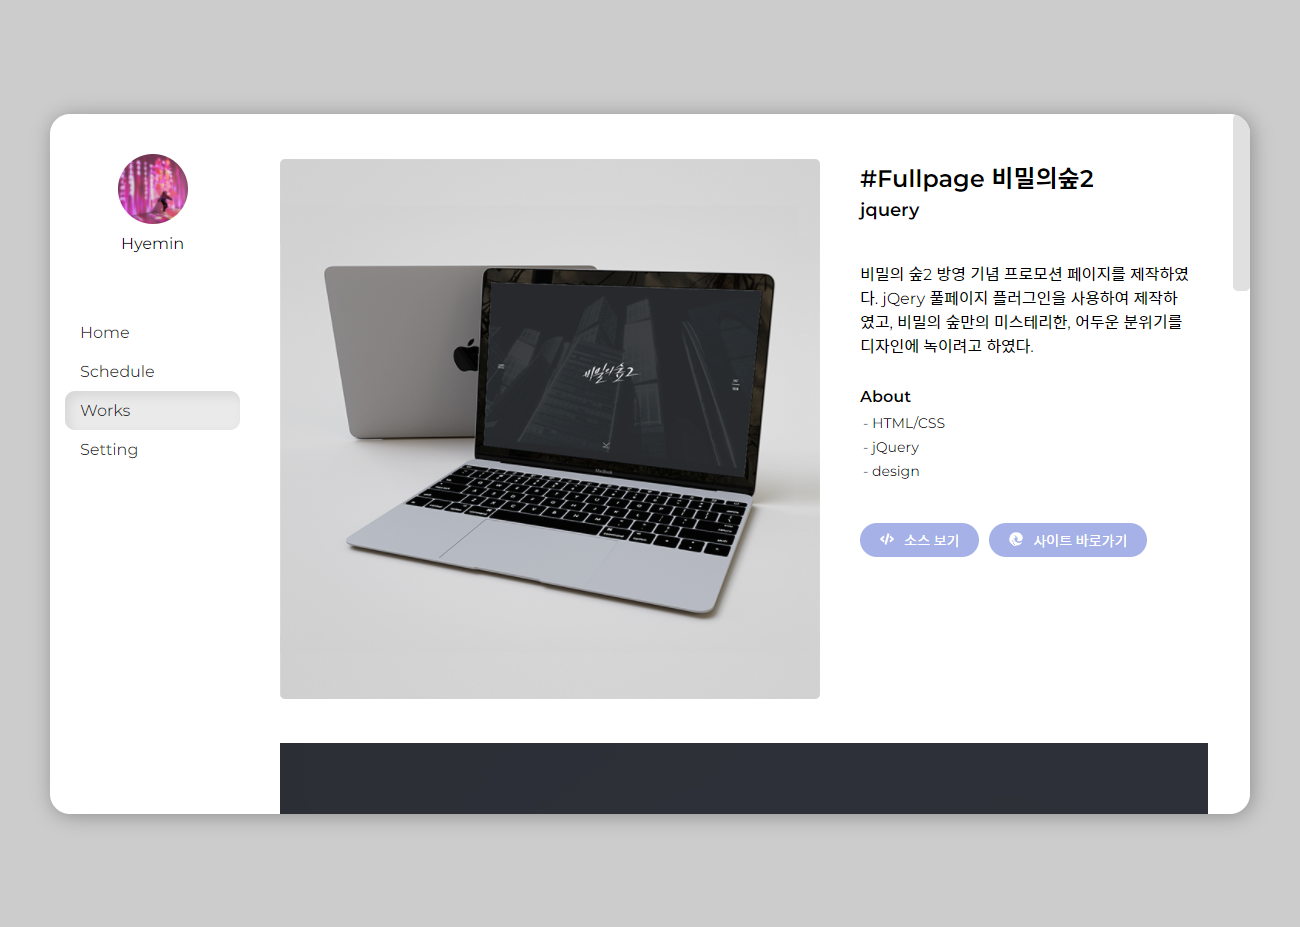 Hyemin
Home
Schedule
Works
Setting
비밀의숲2
MacBook
#Fullpage 비밀의숲2
jquery
비밀의 숲2 방영 기념 프로모션 페이지를 제작하였
다. jQery 풀페이지 플러그인을 사용하여 제작하
였고, 비밀의 숲만의 미스테리한, 어두운 분위기를
디자인에 녹이려고 하였다.
About
- HTML/CSS
- jQuery
- design
소스 보기
사이트 바로가기